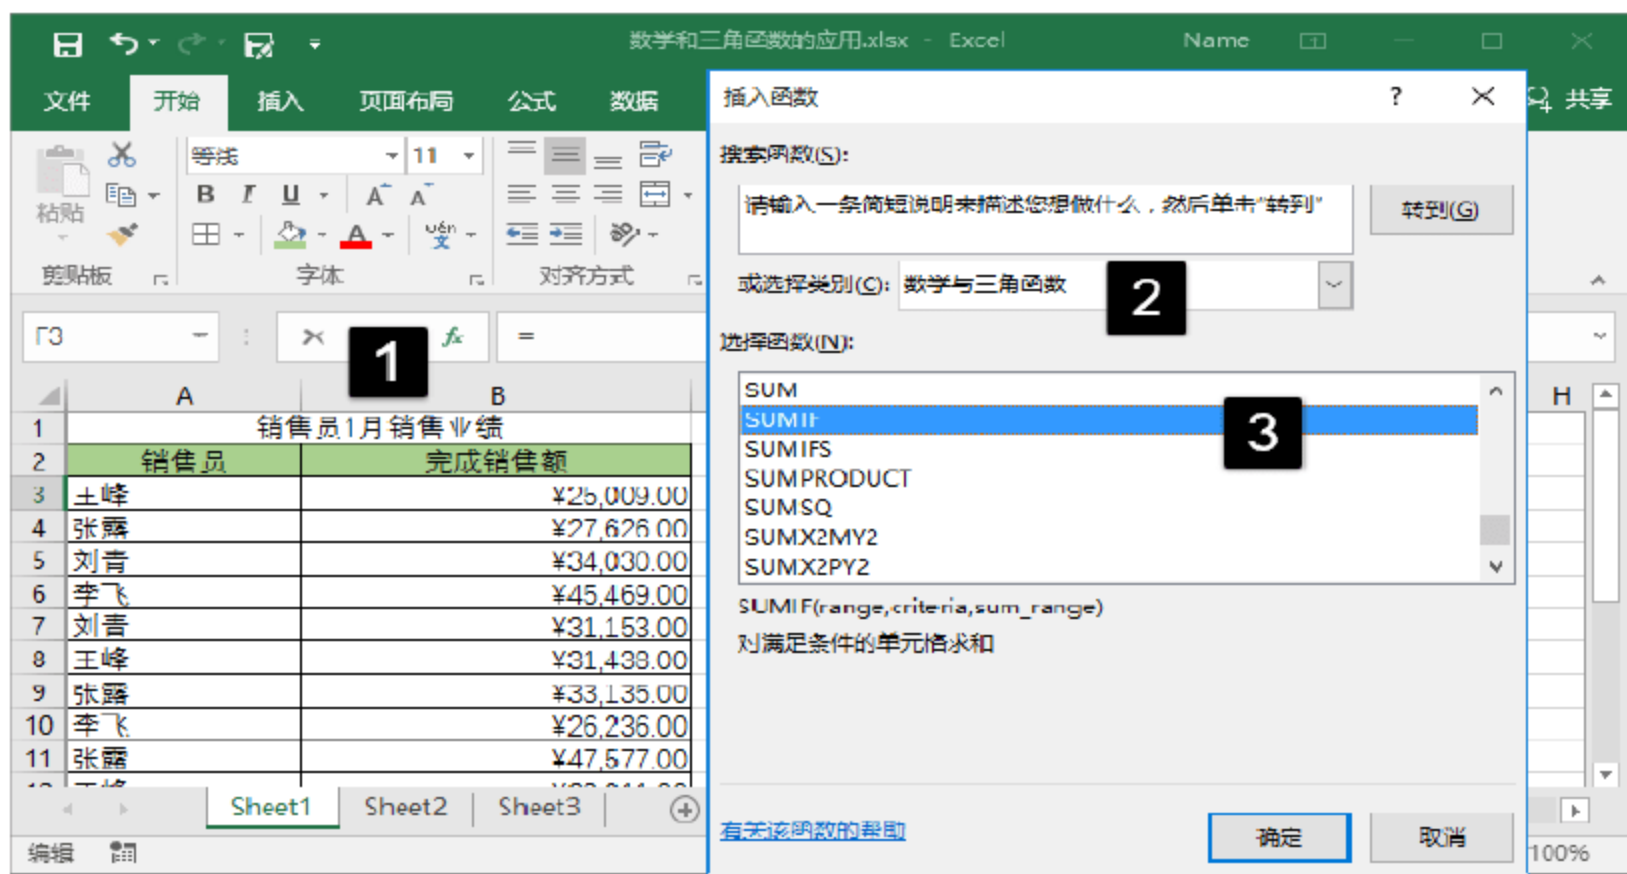 数学和三角函数的应用.xlsx - Excel
Name
文件 开始 插入 页面布局 公式 数据
共享
插入函数 ?
粘贴
等线 11
B I U A A
A wén 文
剪贴板 字体 对齐方式
搜索函数(S):
请输入一条简短说明来描述您想做什么，然后单击“转到”
转到(G)
或选择类别(C): 数学与三角函数
2
选择函数(N):
F3 1 fx =
A B H
SUM
SUMIF
3
SUMIFS
SUMPRODUCT
SUMSQ
SUMX2MY2
SUMX2PY2
SUMIF(range,criteria,sum_range)
对满足条件的单元格求和
1 销售员1月销售业绩
2 销售员 完成销售额
3 王峰 ¥25,009.00
4 张露 ¥27,626.00
5 刘青 ¥34,030.00
6 李飞 ¥45,469.00
7 刘青 ¥31,153.00
8 王峰 ¥31,438.00
9 张露 ¥33,135.00
10 李飞 ¥26,236.00
11 张露 ¥47,577.00
Sheet1 Sheet2 Sheet3
有关该函数的帮助
确定 取消
编辑
100%